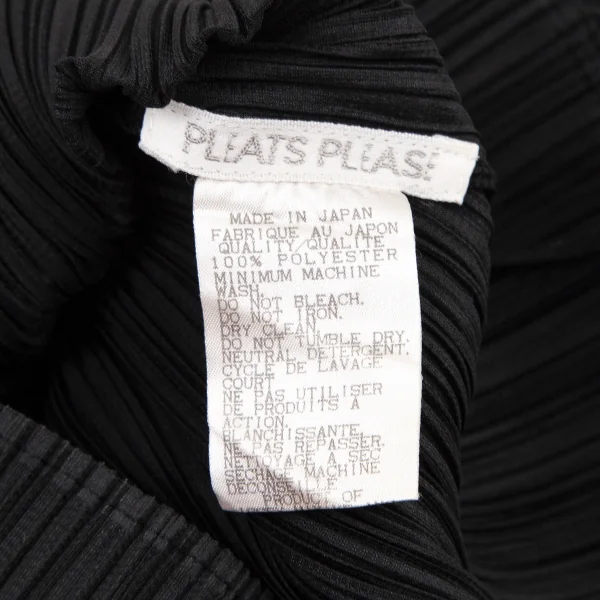 PLEATS PLEASE
MADE IN JAPAN
FABRIQUE AU JAPON
QUALITY QUALITE
100% POLYESTER
MINIMUM MACHINE
WASH.
DO NOT BLEACH.
DO NOT IRON.
DRY CLEAN.
DO NOT TUMBLE DRY.
NEUTRAL DETERGENT.
CYCLE DE LAVAGE
COURT
NE PAS UTILISER
DE PRODUITS A
ACTION.
BLANCHISSANTE.
NE PAS REPASSER.
NETTOYAGE A SEC
SECHAGE MACHINE
DECONSEILLE
PRODUCT OF